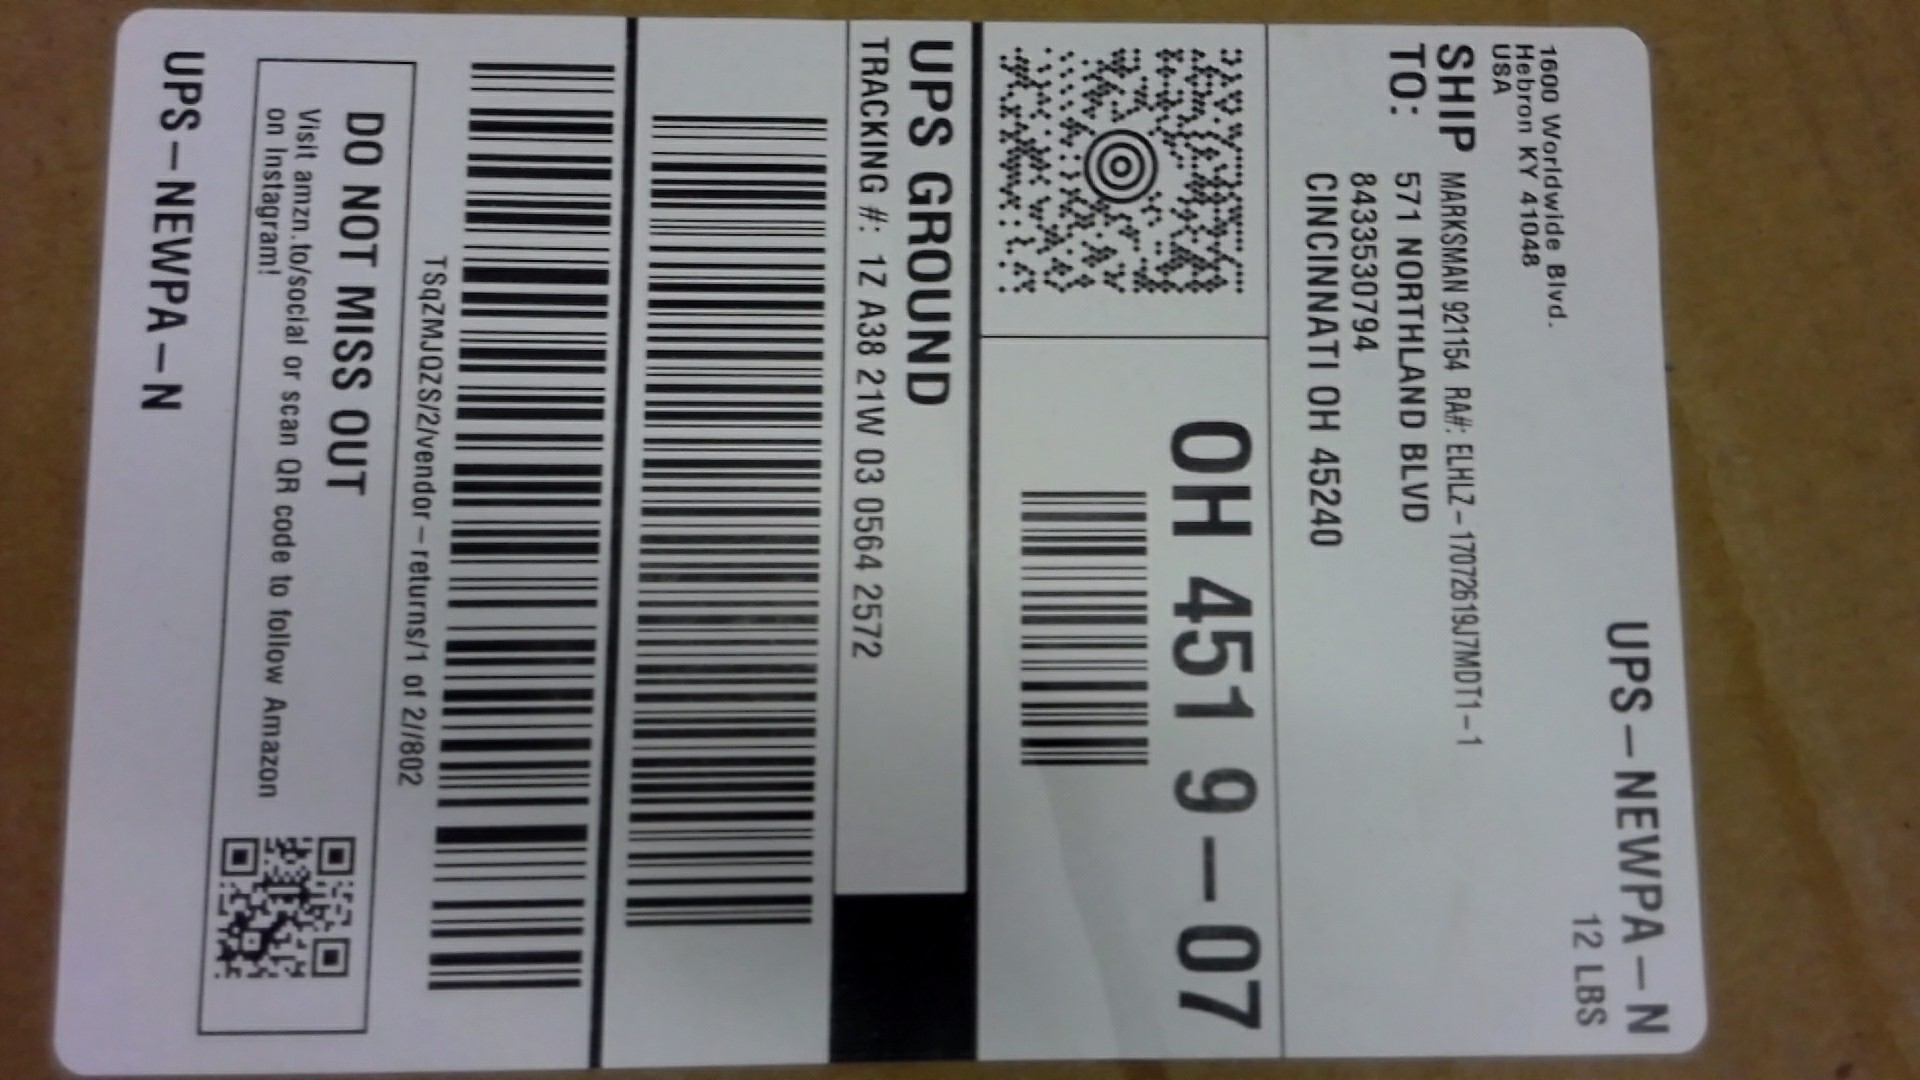 UPS-NEWPA-N
12 LBS
1600 Worldwide Blvd.
Hebron KY 41048
USA
SHIP TO:
MARKSMAN 921154 RA#: ELHLZ-17072619J7MDT1-1
571 NORTHLAND BLVD
8433530794
CINCINNATI OH 45240
OH 451 9-07
UPS GROUND
TRACKING #: 1Z A38 21W 03 0564 2572
TSqZMJQZS/2/vendor-returns/1 of 2//802
DO NOT MISS OUT
Visit amzn.to/social or scan QR code to follow Amazon
on Instagram!
UPS-NEWPA-N